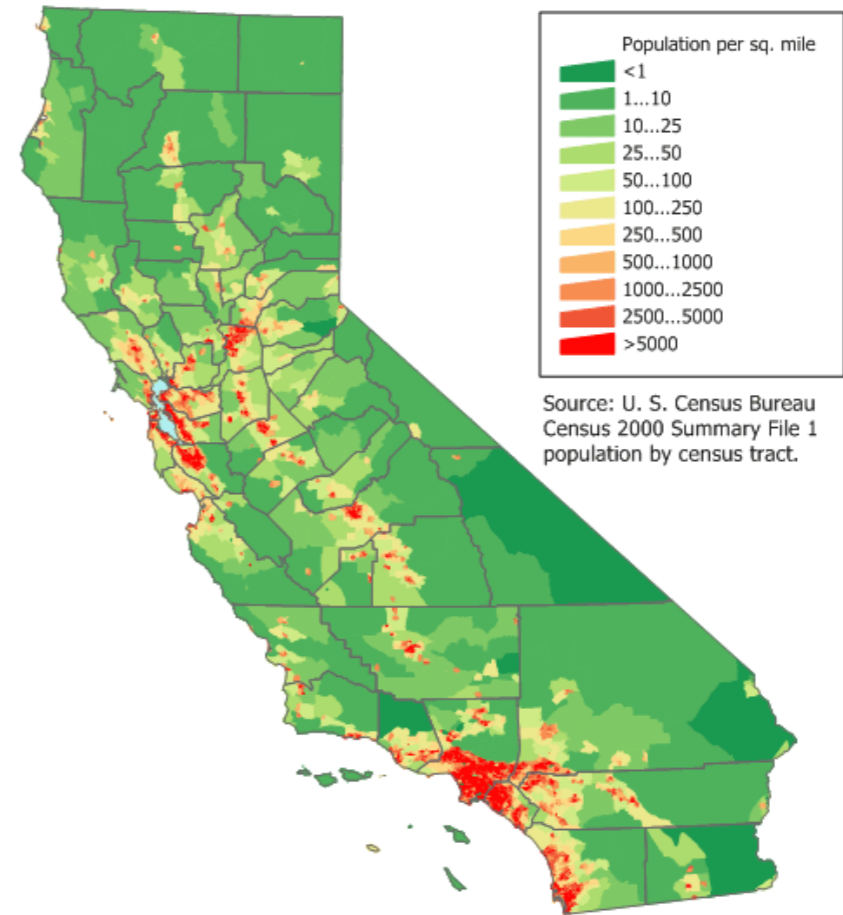 Population per sq. mile
<1
1...10
10...25
25...50
50...100
100...250
250...500
500...1000
1000...2500
2500...5000
>5000
Source: U. S. Census Bureau
Census 2000 Summary File 1
population by census tract.